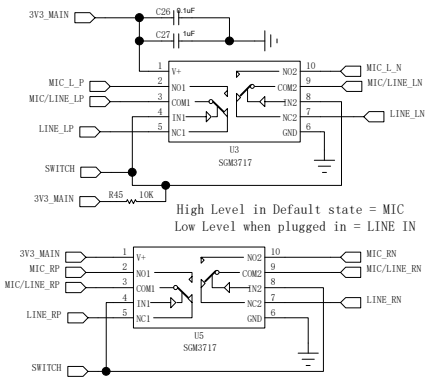 3V3_MAIN
C26 0.1uF
C27 1uF
1 V+ NO2 10 MIC_L_N
MIC_L_P 2 NO1 COM2 9 MIC/LINE_LN
MIC/LINE_LP 3 COM1 IN2 8
4 IN1 NC2 7 LINE_LN
LINE_LP 5 NC1 GND 6
U3
SGM3717
SWITCH
3V3_MAIN R45 10K
High Level in Default state = MIC
Low Level when plugged in = LINE IN
3V3_MAIN 1 V+ NO2 10 MIC_RN
MIC_RP 2 NO1 COM2 9 MIC/LINE_RN
MIC/LINE_RP 3 COM1 IN2 8
4 IN1 NC2 7 LINE_RN
LINE_RP 5 NC1 GND 6
U5
SGM3717
SWITCH